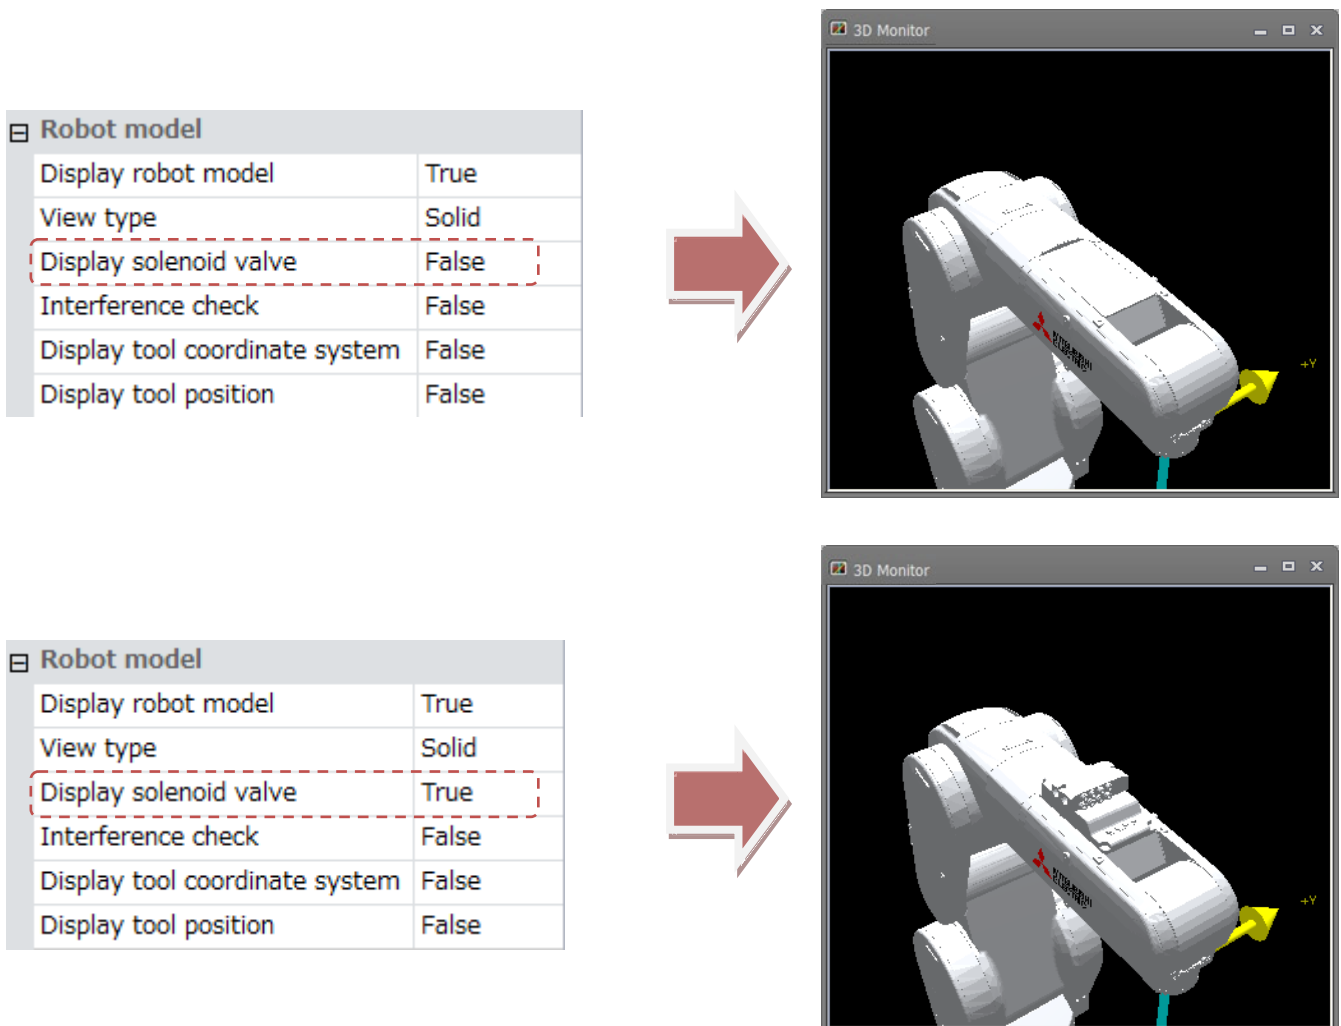 3D Monitor
Robot model
Display robot model True
View type Solid
Display solenoid valve False
Interference check False
Display tool coordinate system False
Display tool position False
+Y
3D Monitor
Robot model
Display robot model True
View type Solid
Display solenoid valve True
Interference check False
Display tool coordinate system False
Display tool position False
+Y